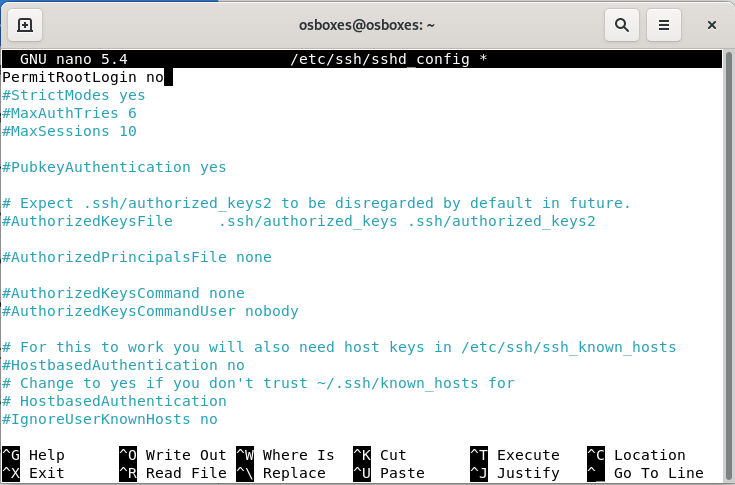 osboxes@osboxes: ~
GNU nano 5.4 /etc/ssh/sshd_config *
PermitRootLogin no
#StrictModes yes
#MaxAuthTries 6
#MaxSessions 10
#PubkeyAuthentication yes
# Expect .ssh/authorized_keys2 to be disregarded by default in future.
#AuthorizedKeysFile .ssh/authorized_keys .ssh/authorized_keys2
#AuthorizedPrincipalsFile none
#AuthorizedKeysCommand none
#AuthorizedKeysCommandUser nobody
# For this to work you will also need host keys in /etc/ssh/ssh_known_hosts
#HostbasedAuthentication no
# Change to yes if you don't trust ~/.ssh/known_hosts for
# HostbasedAuthentication
#IgnoreUserKnownHosts no
^G Help ^O Write Out ^W Where Is ^K Cut ^T Execute ^C Location
^X Exit ^R Read File ^\ Replace ^U Paste ^J Justify ^_ Go To Line